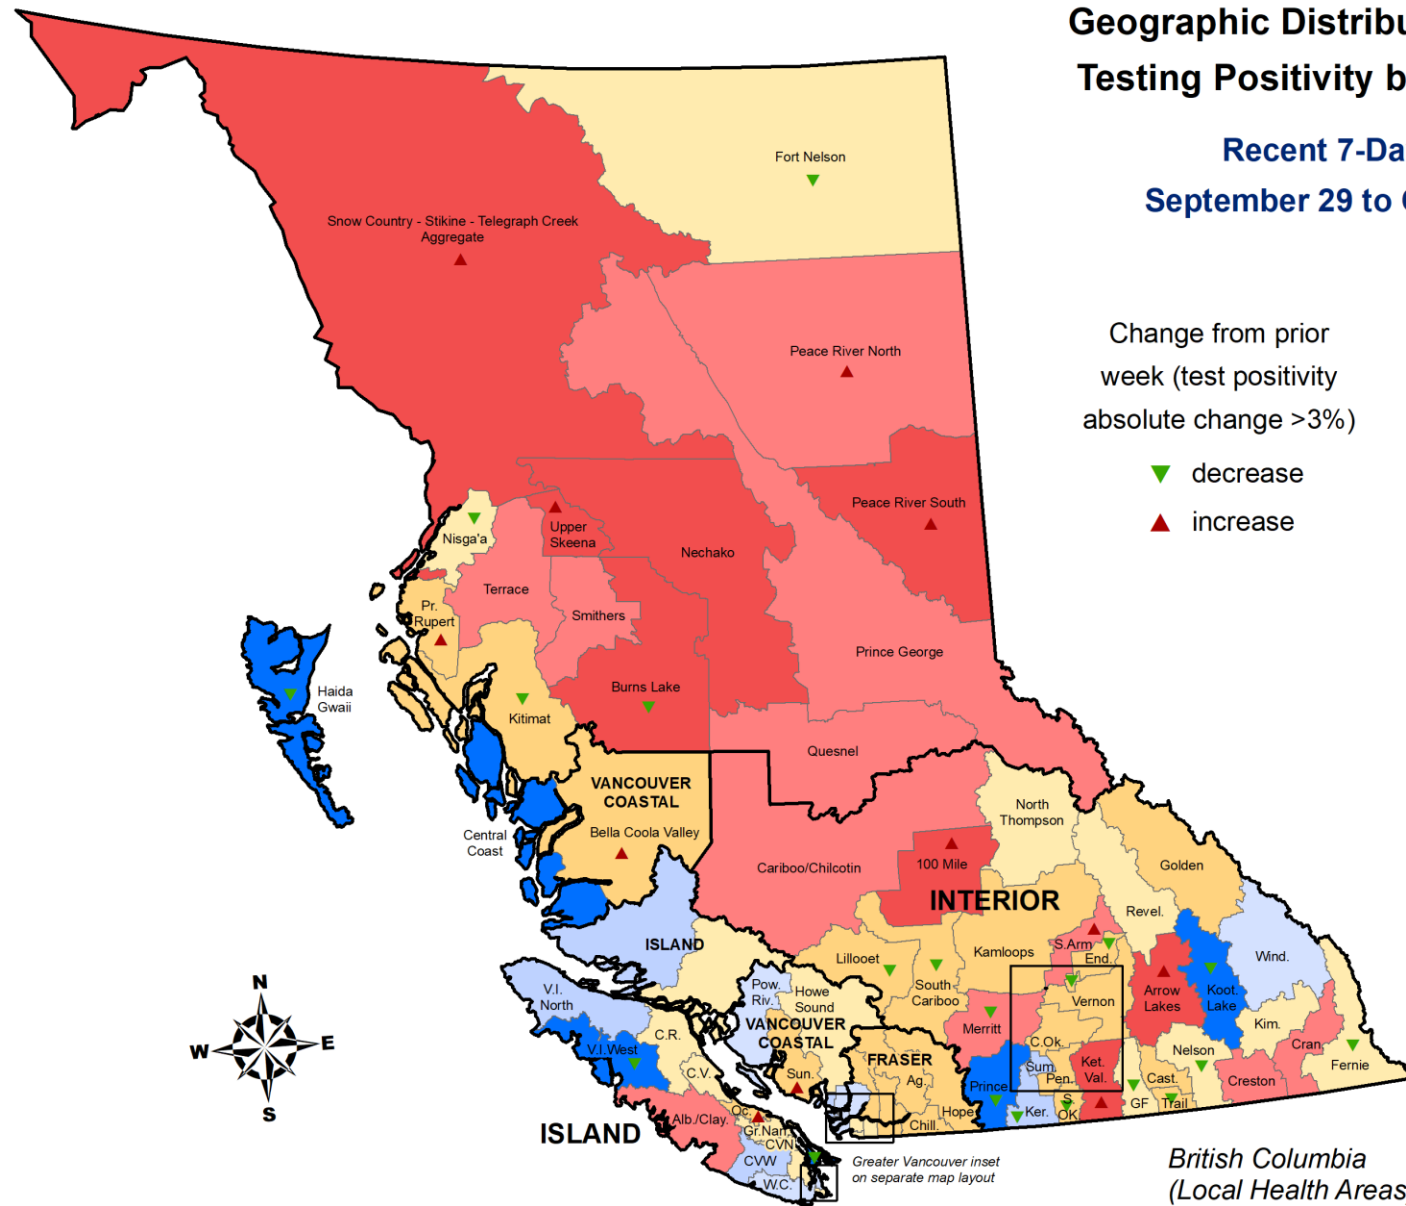 Geographic Distribu
Testing Positivity b
Recent 7-Da
September 29 to
Change from prior
week (test positivity
absolute change >3%)
decrease
increase
Fort Nelson
Snow Country - Stikine - Telegraph Creek
Aggregate
Peace River North
Peace River South
Upper
Skeena
Nisga'a
Nechako
Terrace
Smithers
Pr.
Rupert
Prince George
Haida
Gwaii
Burns Lake
Kitimat
Quesnel
VANCOUVER
COASTAL
Bella Coola Valley
Central
Coast
North
Thompson
Cariboo/Chilcotin
100 Mile
Golden
INTERIOR
Revel.
ISLAND
Lillooet
Kamloops
S.Arm
End.
Wind.
South
Cariboo
V.I.
North
Pow.
Riv.
Howe
Sound
Vernon
Arrow
Lakes
Koot.
Lake
Merritt
VANCOUVER
COASTAL
C.R.
C.Ok.
Kim.
Cran.
V.I.West
FRASER
Nelson
Fernie
C.V.
Sun.
Ag.
Prince
Sum.
Pen.
Ket.
Val.
Cast.
Creston
Oc.
Alb./Clay.
Gr.Nan.
CVN
Hope
Chill.
Ker.
S
OK
GF
Trail
ISLAND
CVW
W.C.
Greater Vancouver inset
on separate map layout
British Columbia
(Local Health Areas)
N
W
E
S